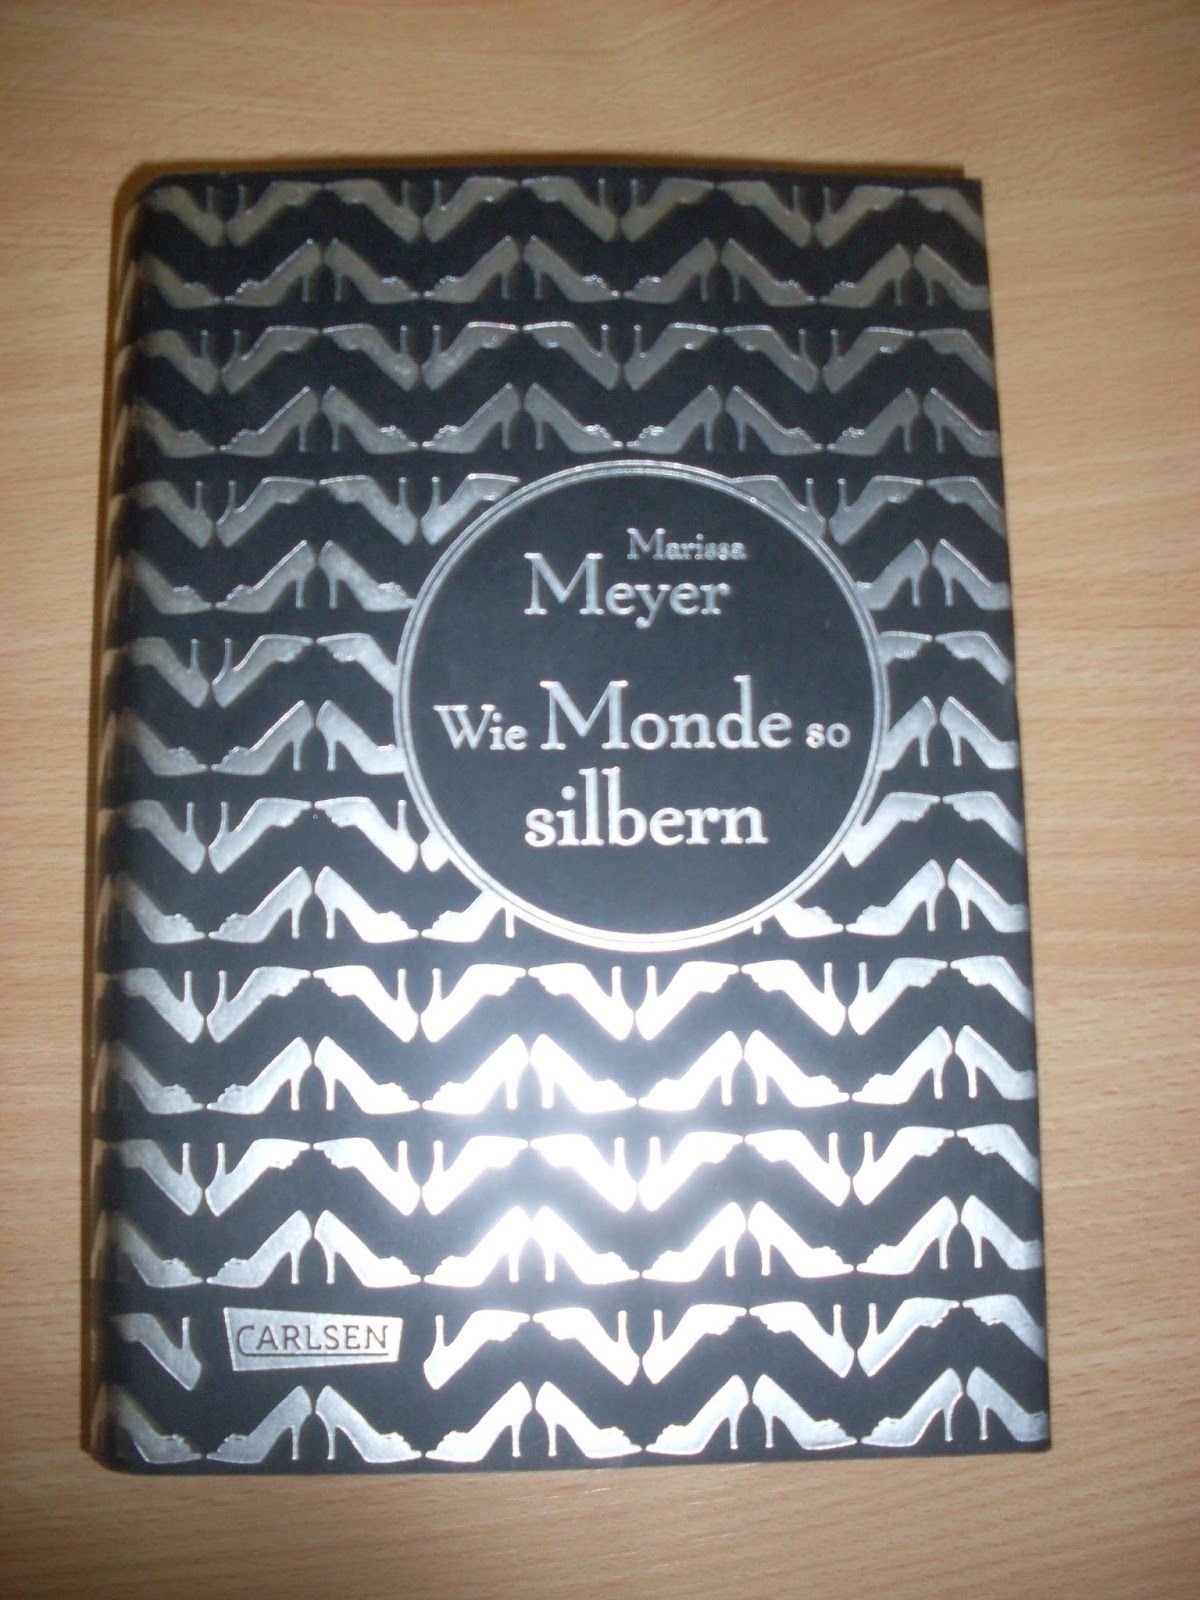 Marissa
Meyer
Wie Monde so
silbern
CARLSEN